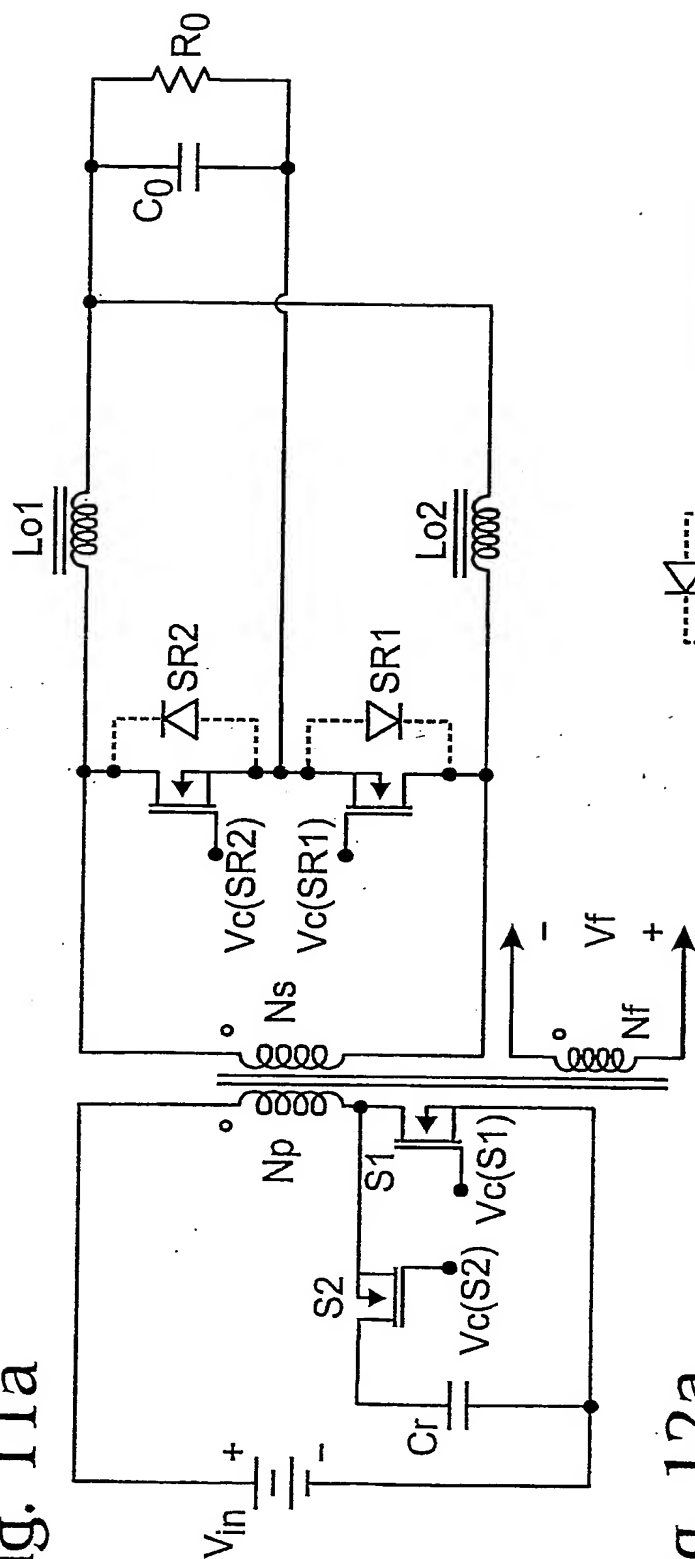 g. 11a
Vin
+
-
Cr
S2
Vc(S2)
S1
Vc(S1)
Np
Ns
Nf
-
Vf
+
Vc(SR2)
Vc(SR1)
SR2
SR1
Lo1
Lo2
C0
R0
g. 12a